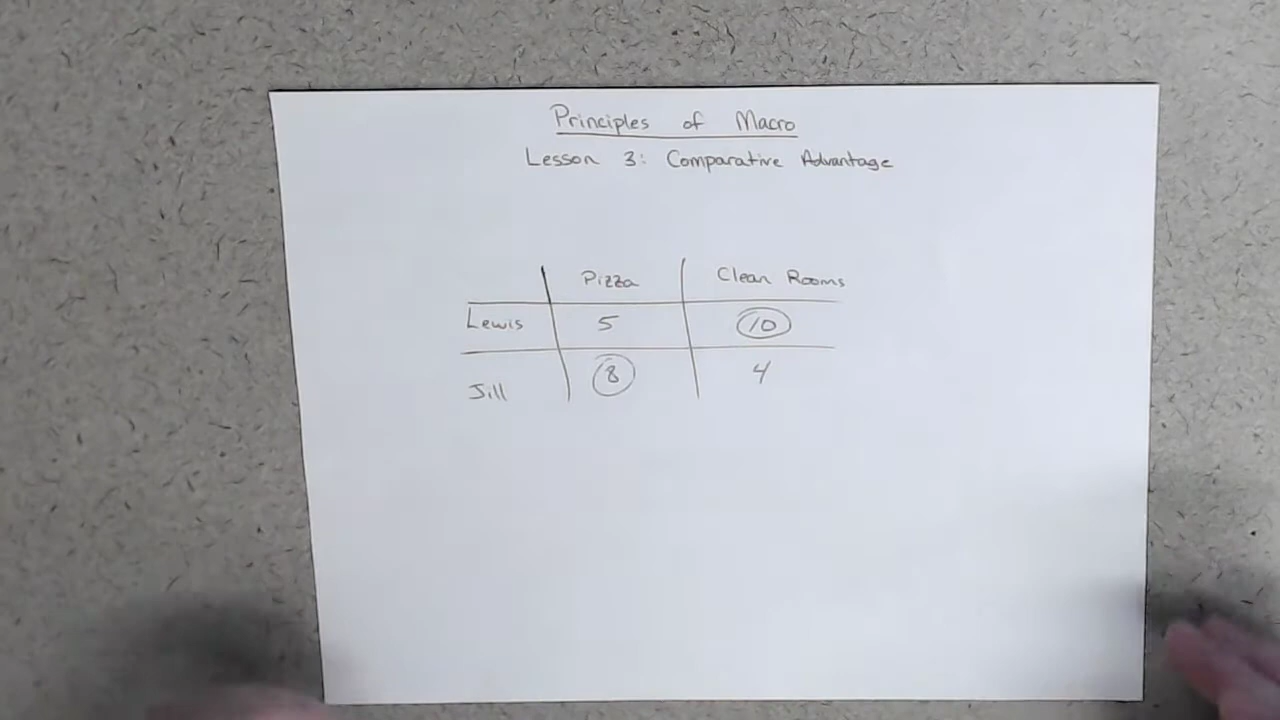 Principles of Macro
Lesson 3: Comparative Advantage
Pizza Clean Rooms
Lewis 5 10
Jill 8 4